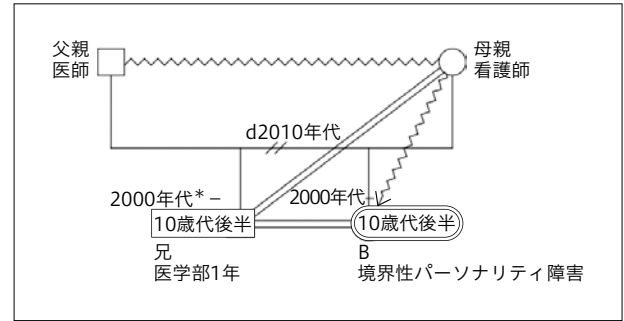 父親
医師
母親
看護師
d2010年代
2000年代*－
2000年代－
10歳代後半
10歳代後半
兄
医学部1年
B
境界性パーソナリティ障害